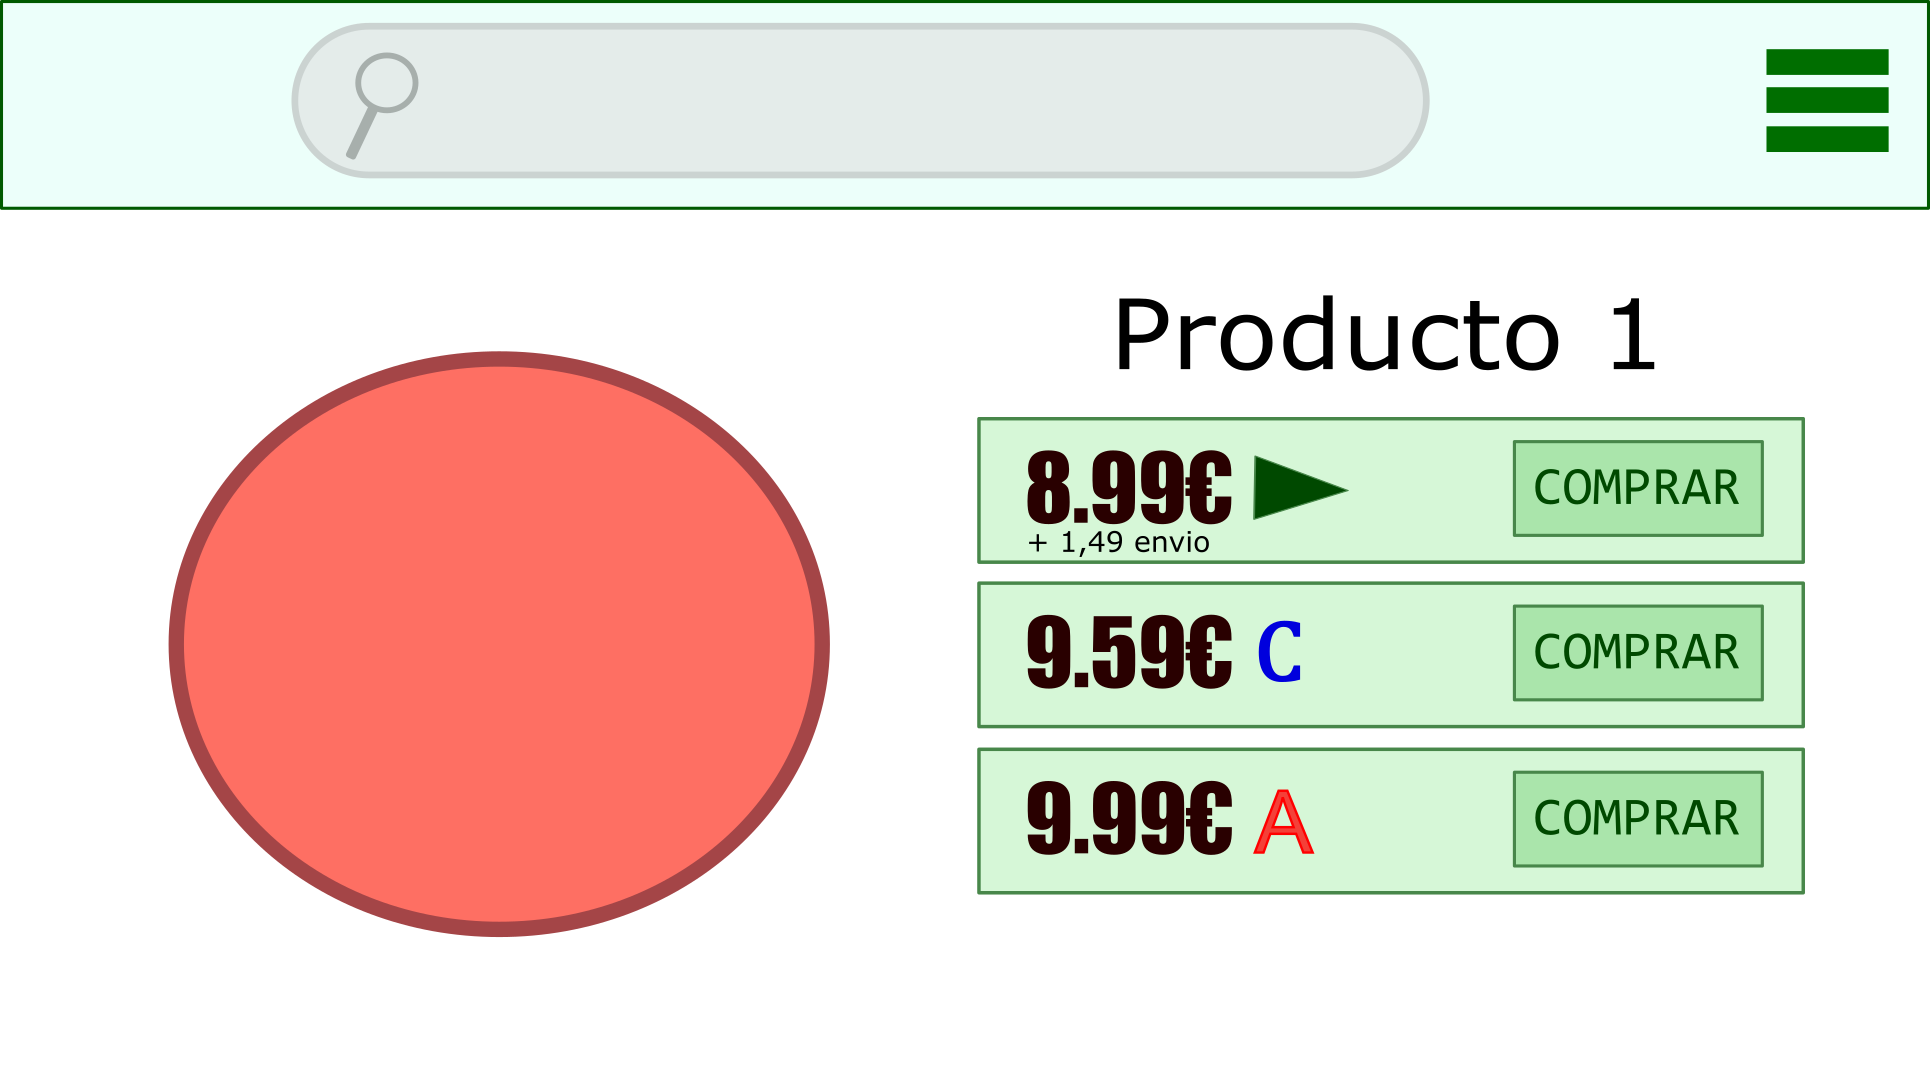 Producto 1
8.99€
COMPRAR
+ 1,49 envio
9.59€ C
COMPRAR
9.99€ A
COMPRAR